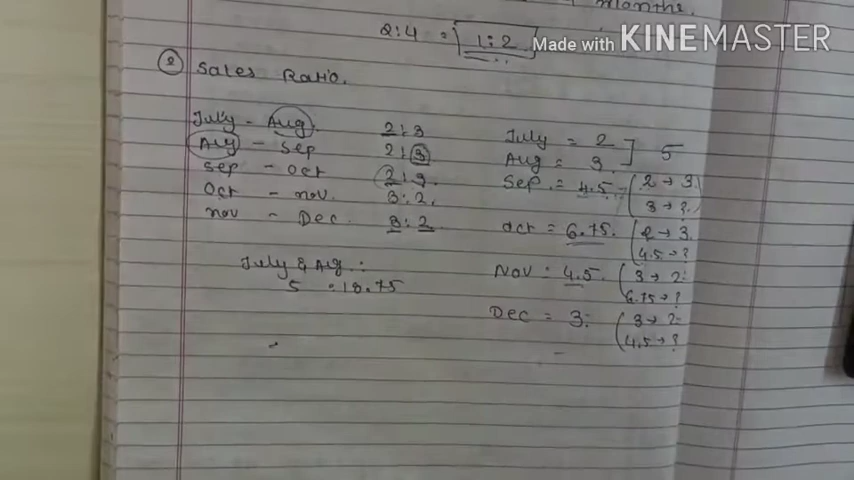 months.
2:4 = 1:2
Made with KINEMASTER
② Sales Ratio.
July - Aug. 2:3
Aug - Sep 2:3
Sep - Oct 2:3
Oct - nov. 3:2.
nov - Dec. 3:2
July & Aug :
5 :18.75
July = 2 ] 5
Aug = 3.
Sep. = 4.5 - ( 2 → 3.
3 → ?
Oct = 6.75. ( 2 → 3.
4.5 → ?
Nov = 4.5. ( 3 → 2:
6.75 → ?
Dec = 3: ( 3 → 2:
4.5 → ?